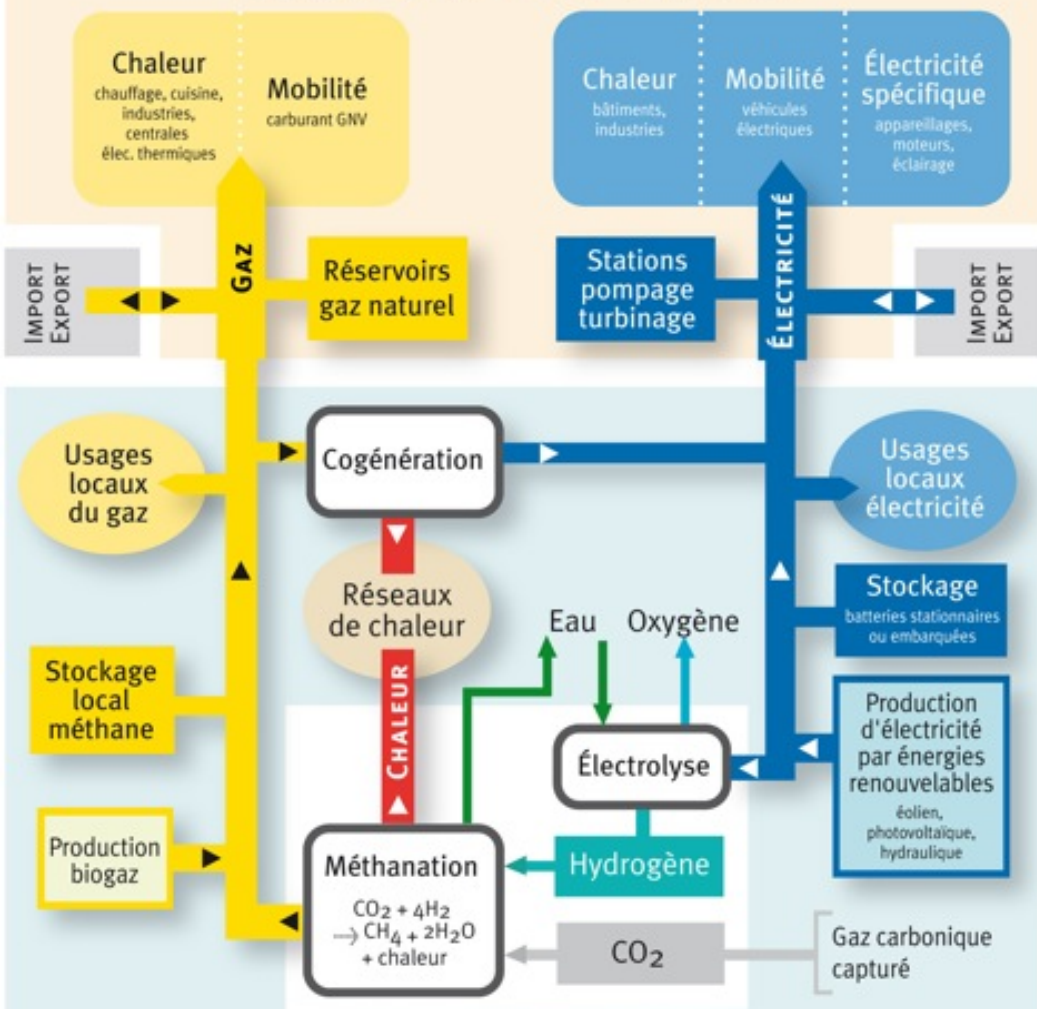 Chaleur
chauffage, cuisine,
industries,
centrales
élec. thermiques
Mobilité
carburant GNV
Chaleur
bâtiments,
industries
Mobilité
véhicules
électriques
Électricité
spécifique
appareillages,
moteurs,
éclairage
IMPORT
EXPORT
GAZ
Réservoirs
gaz naturel
Stations
pompage
turbinage
ÉLECTRICITÉ
IMPORT
EXPORT
Usages
locaux
du gaz
Cogénération
Usages
locaux
électricité
Réseaux
de chaleur
Eau
Oxygène
Stockage
batteries stationnaires
ou embarquées
Stockage
local
méthane
CHALEUR
Électrolyse
Production
d'électricité
par énergies
renouvelables
éolien,
photovoltaïque,
hydraulique
Production
biogaz
Méthanation
CO2 + 4H2
→ CH4 + 2H2O
+ chaleur
Hydrogène
CO2
Gaz carbonique
capturé